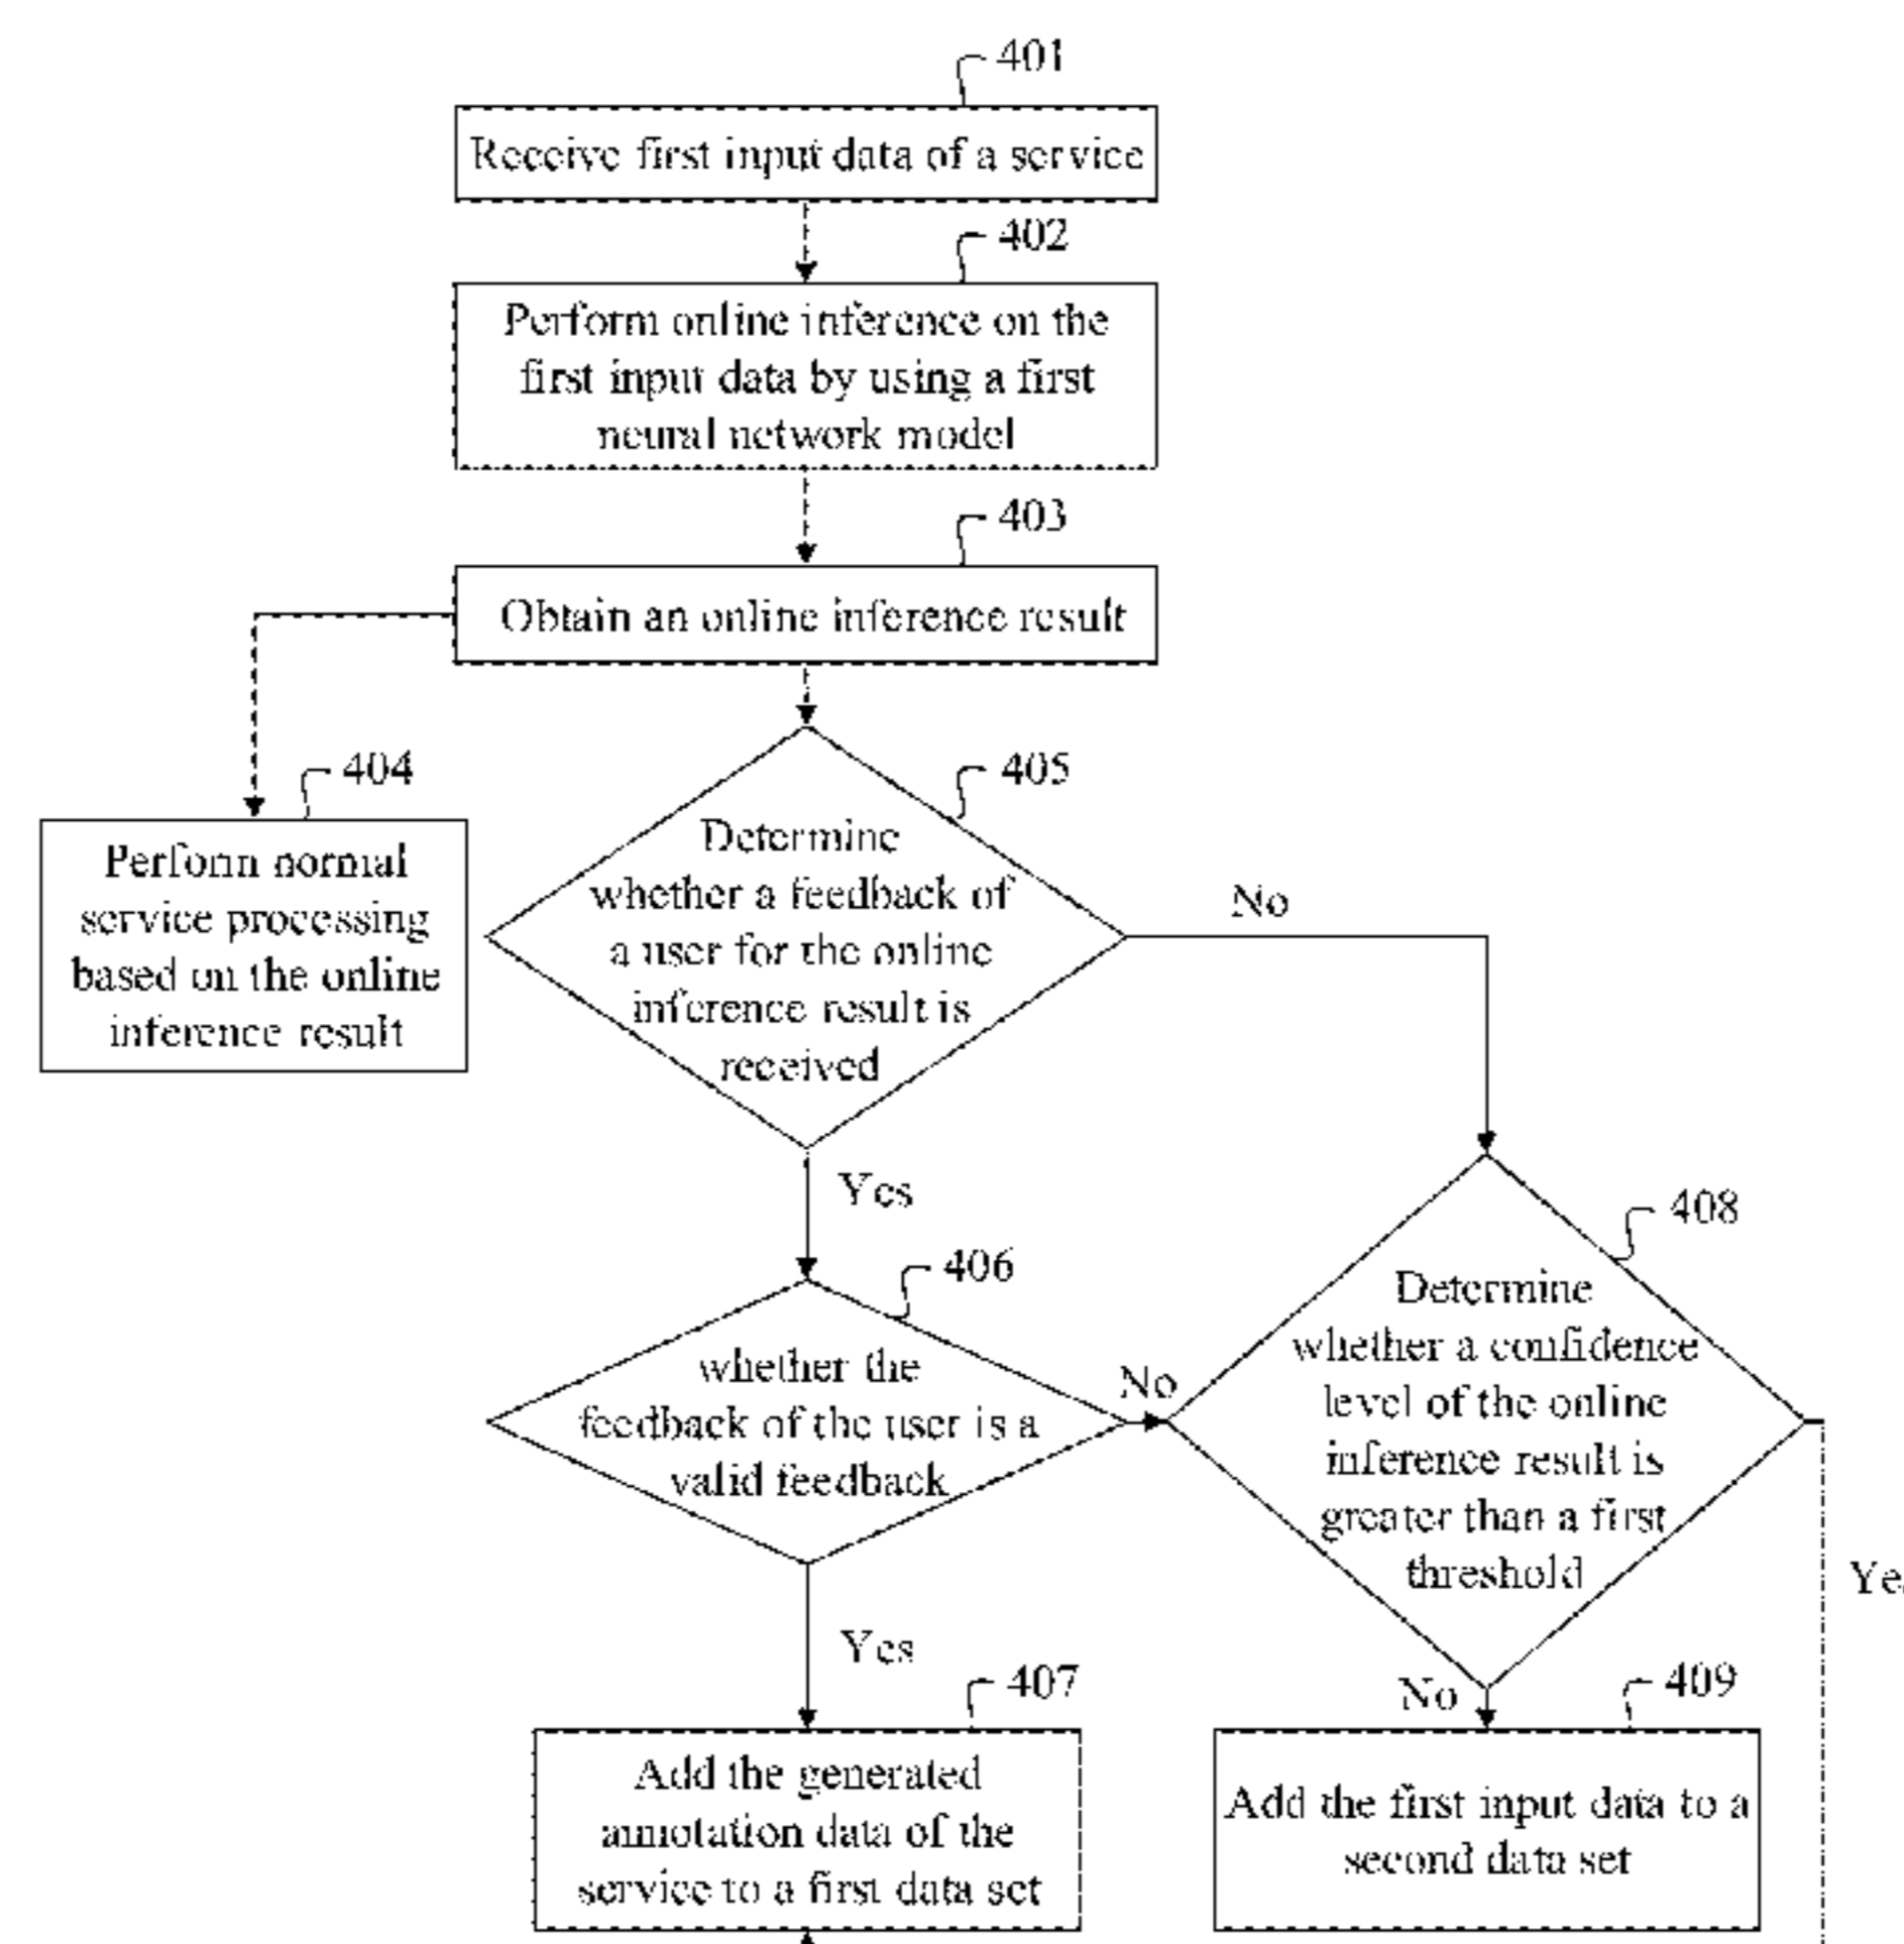 401
Receive first input data of a service
402
Perform online inference on the
first input data by using a first
neural network model
403
Obtain an online inference result
404
Perform normal
service processing
based on the online
inference result
405
Determine
whether a feedback of
a user for the online
inference result is
received
No
Yes
406
whether the
feedback of the user is a
valid feedback
No
408
Determine
whether a confidence
level of the online
inference result is
greater than a first
threshold
Yes
Yes
407
Add the generated
annotation data of the
service to a first data set
No
409
Add the first input data to a
second data set